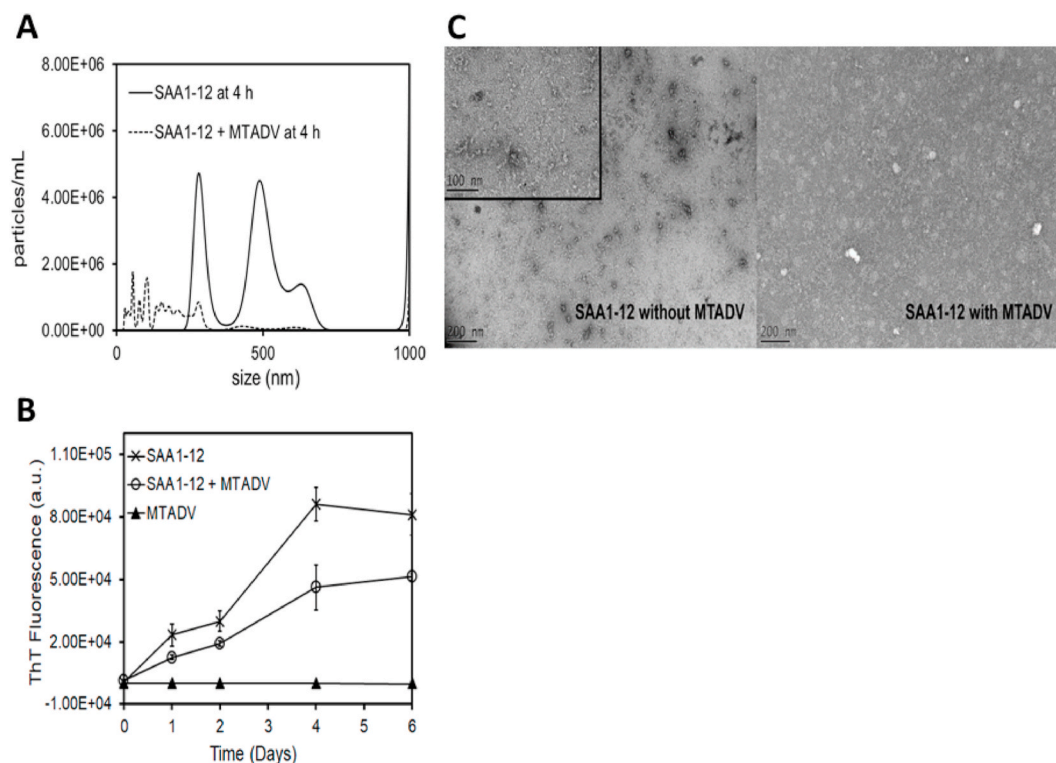 A
8.00E+06
6.00E+06
4.00E+06
2.00E+06
0.00E+00
particles/mL
SAA1-12 at 4 h
SAA1-12 + MTADV at 4 h
0
500
1000
size (nm)
B
1.10E+05
8.00E+04
5.00E+04
2.00E+04
-1.00E+04
ThT Fluorescence (a.u.)
SAA1-12
SAA1-12 + MTADV
MTADV
0
1
2
4
6
Time (Days)
C
100 nm
SAA1-12 without MTADV
200 nm
SAA1-12 with MTADV
200 nm